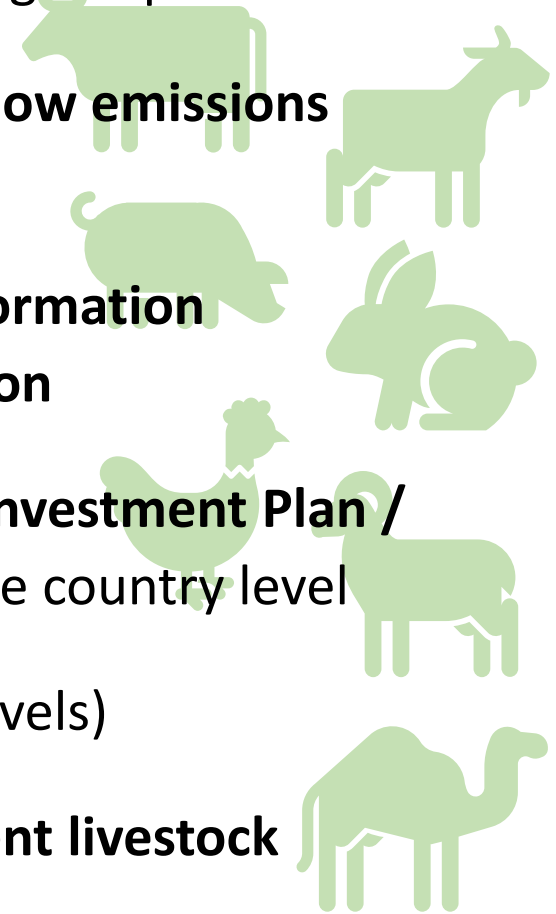 ow emissions
ormation
on
nvestment Plan /
e country level
vels)
nt livestock